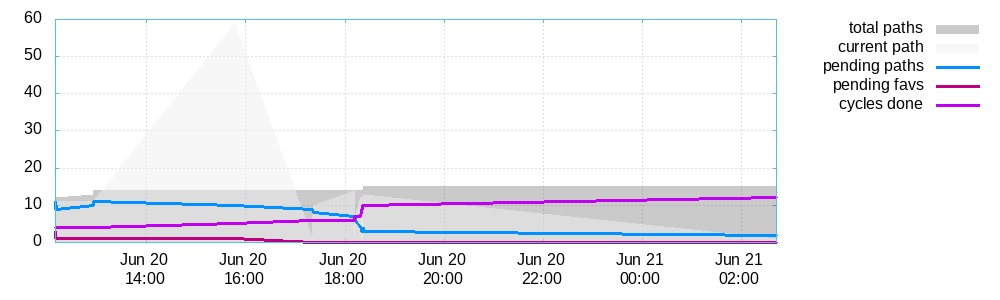 60
50
40
30
20
10
0
Jun 20
14:00
Jun 20
16:00
Jun 20
18:00
Jun 20
20:00
Jun 20
22:00
Jun 21
00:00
Jun 21
02:00
total paths
current path
pending paths
pending favs
cycles done